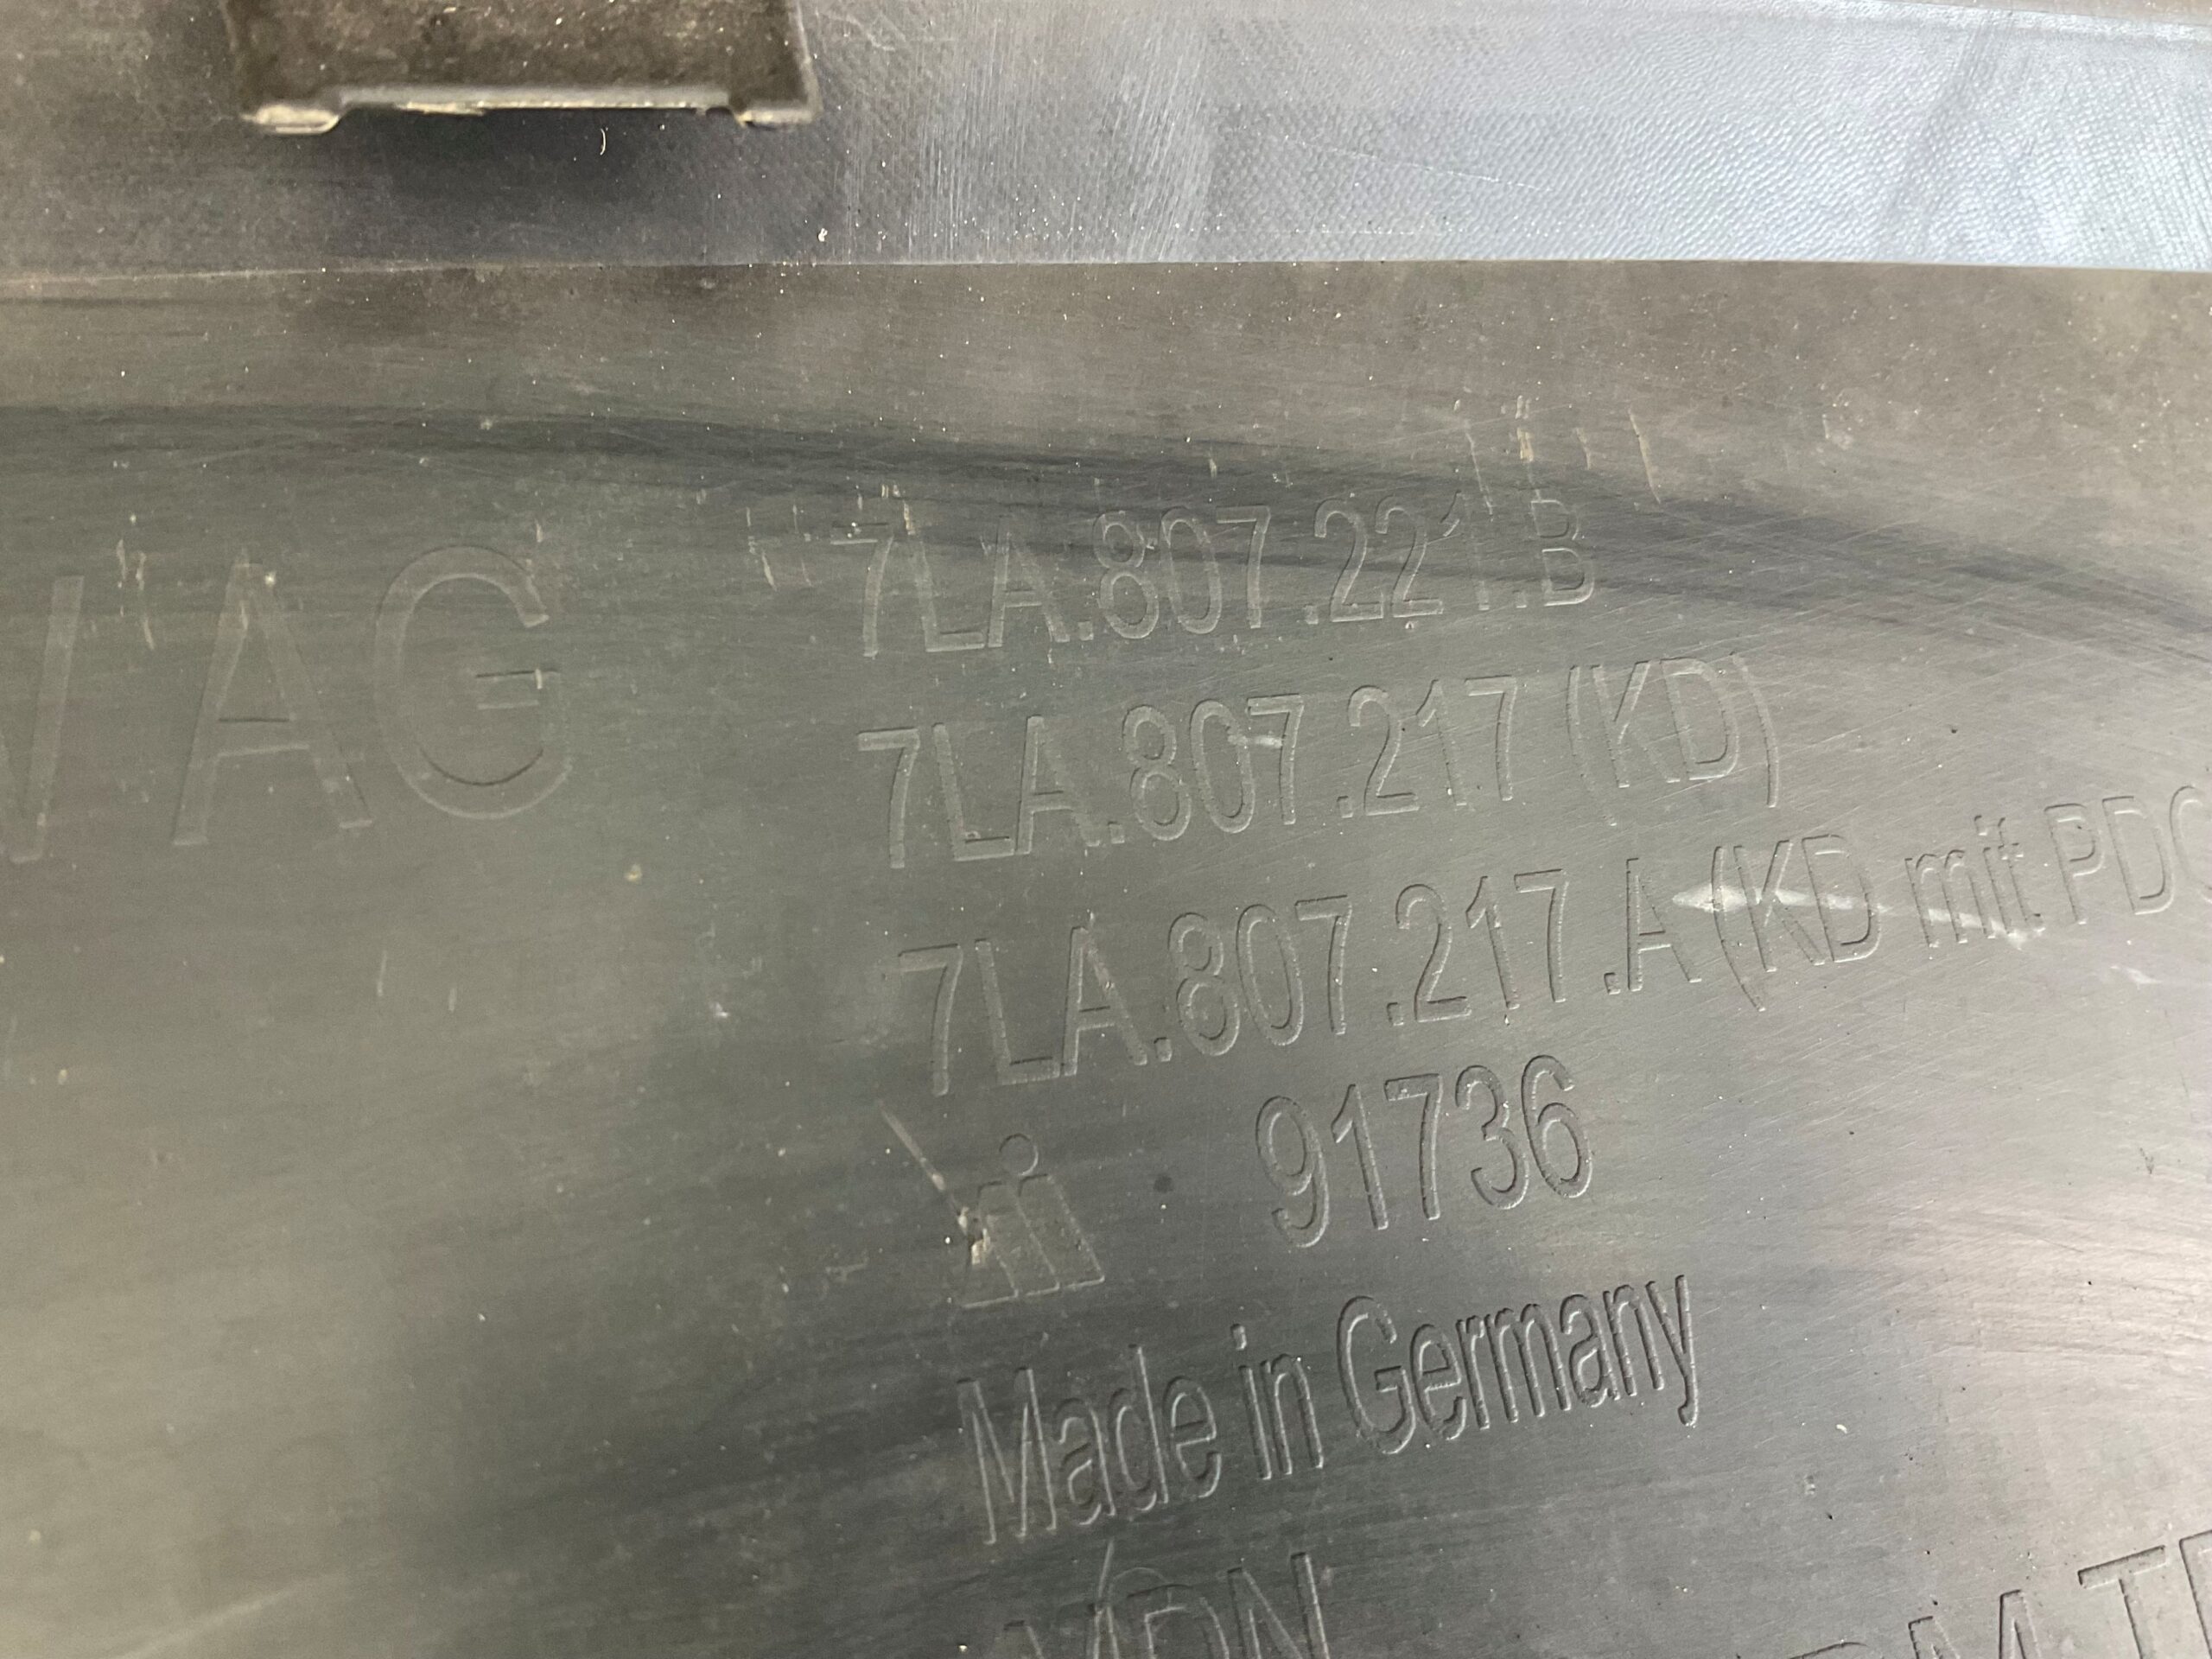 AG
7LA.807.221.B
7LA.807.217 (KD)
7LA.807.217.A (KD mit PDC
91736
Made in Germany